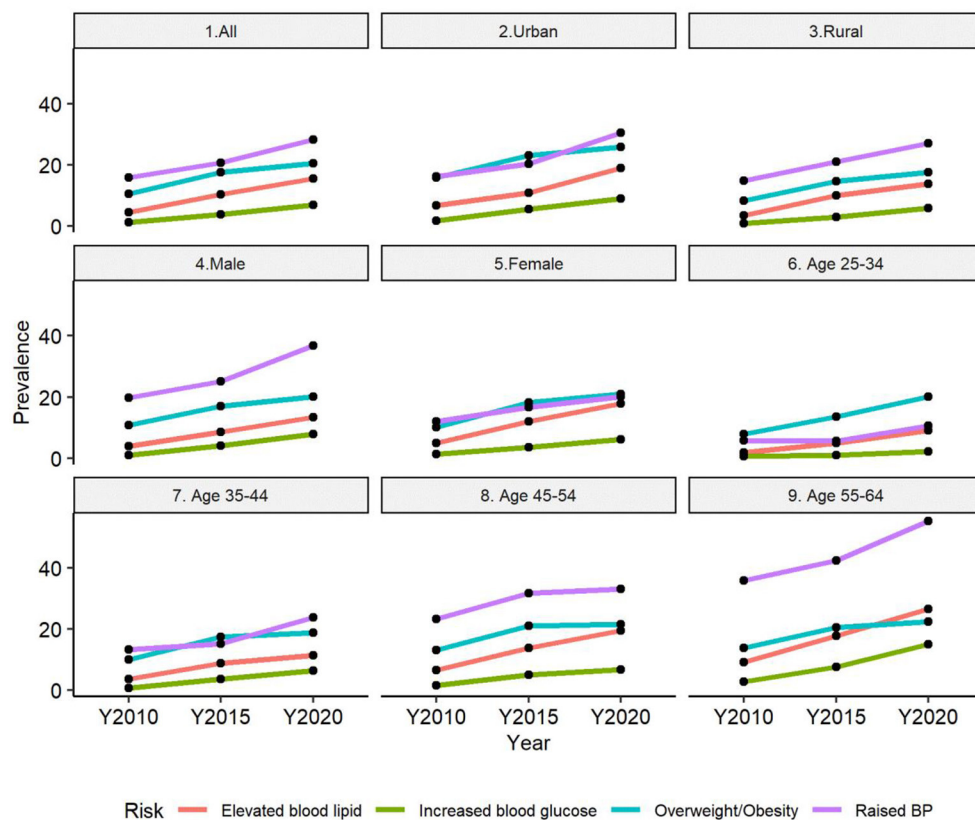 1.All
2.Urban
3.Rural
40
20
0
4.Male
5.Female
6. Age 25-34
40
20
0
Prevalence
7. Age 35-44
8. Age 45-54
9. Age 55-64
40
20
0
Y2010 Y2015 Y2020
Y2010 Y2015 Y2020
Y2010 Y2015 Y2020
Year
Risk Elevated blood lipid Increased blood glucose Overweight/Obesity Raised BP